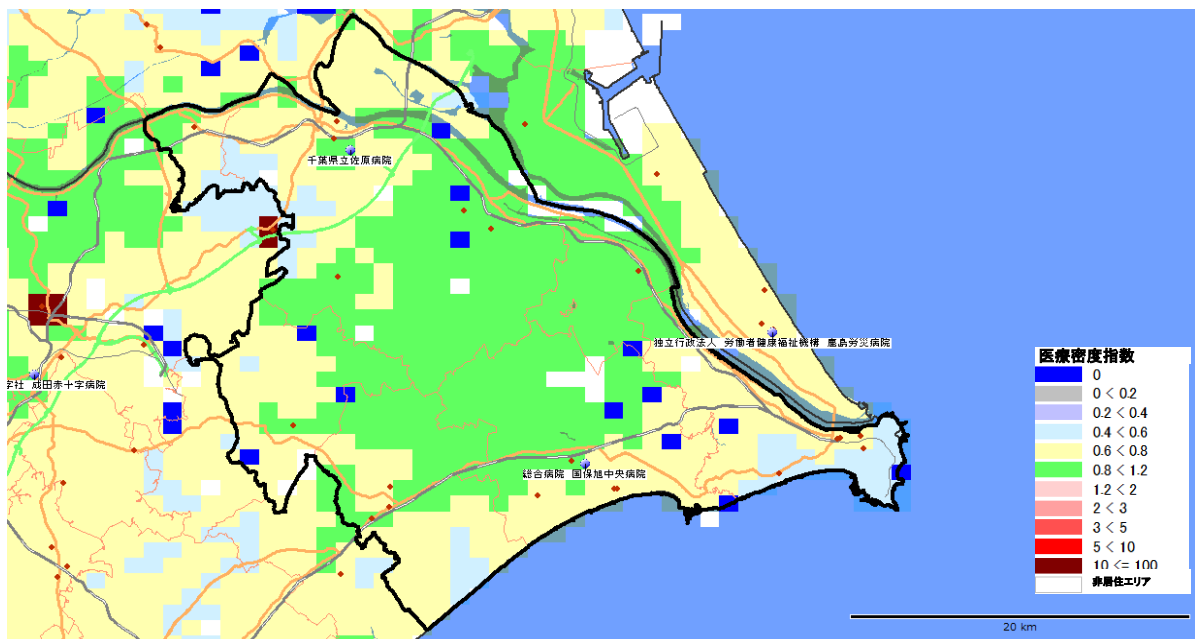 千葉県立佐原病院
独立行政法人 労働者健康福祉機構 鹿島労災病院
字社 成田赤十字病院
総合病院 国保旭中央病院
医療密度指数
0
0 < 0.2
0.2 < 0.4
0.4 < 0.6
0.6 < 0.8
0.8 < 1.2
1.2 < 2
2 < 3
3 < 5
5 < 10
10 <= 100
非居住エリア
20 km